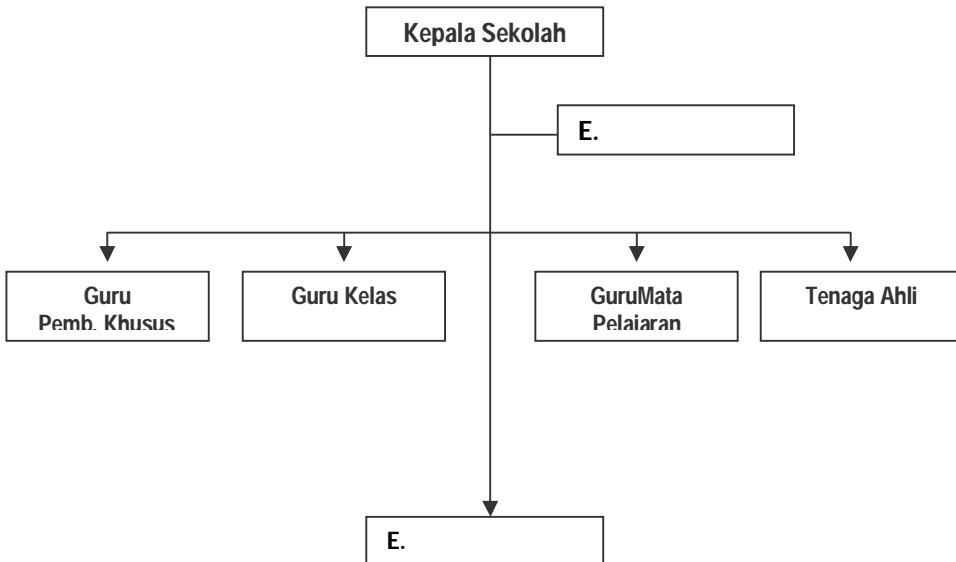 Kepala Sekolah
E.
Guru
Pemb. Khusus
Guru Kelas
GuruMata
Pelajaran
Tenaga Ahli
E.